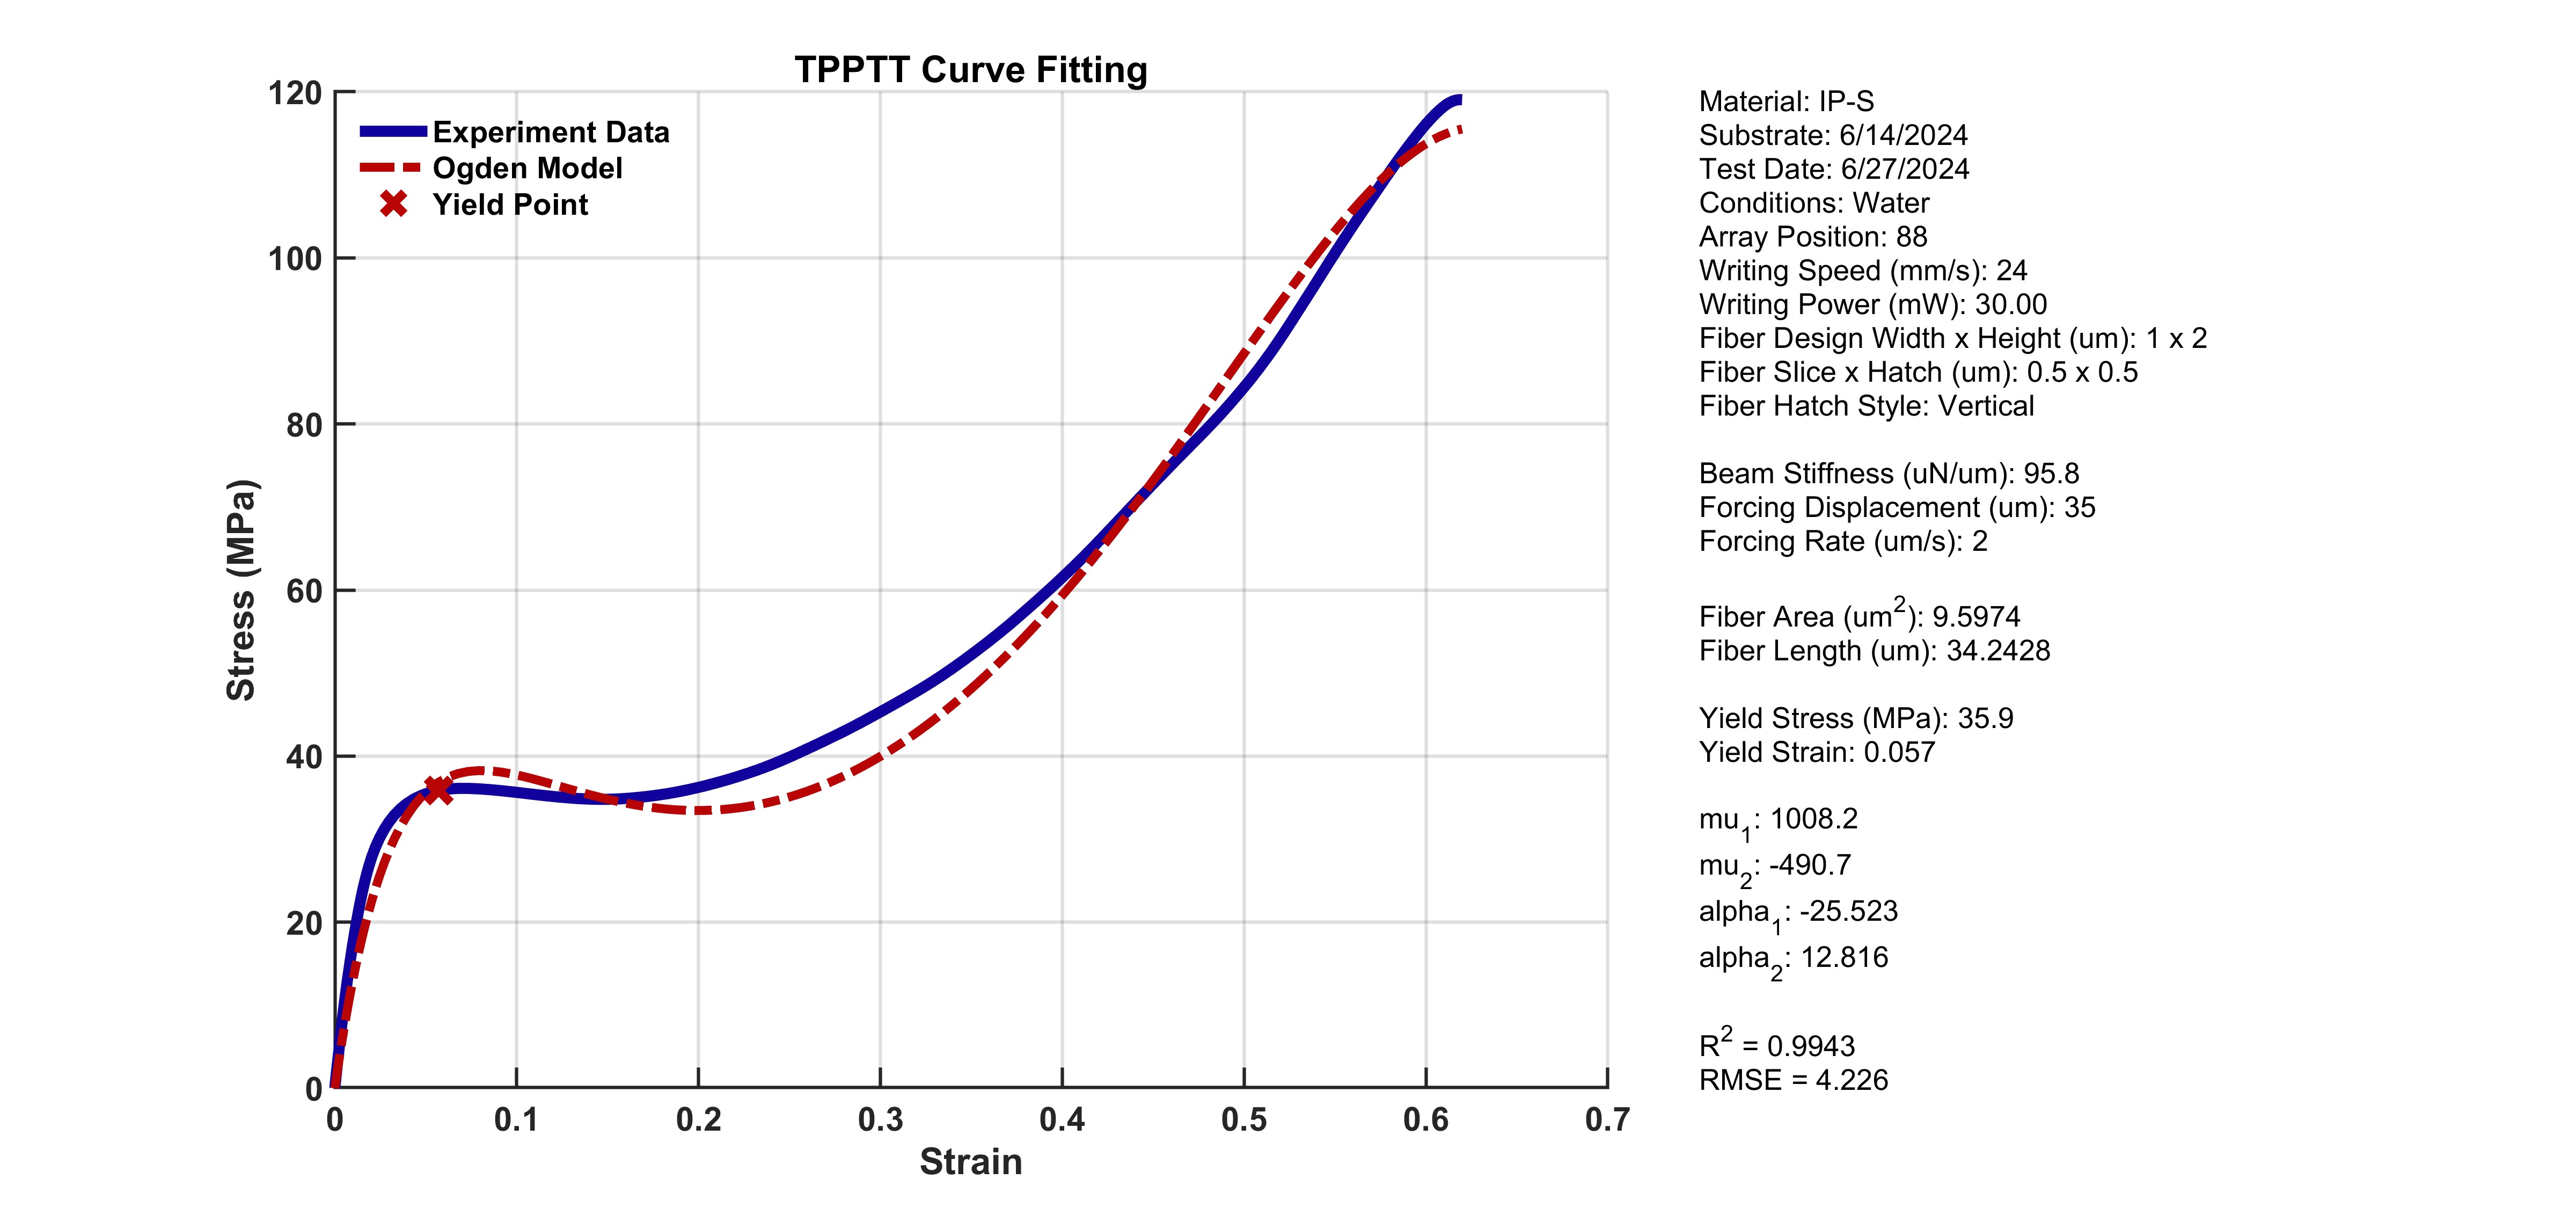 TPPTT Curve Fitting
120
100
80
60
40
20
0
Stress (MPa)
Experiment Data
Ogden Model
Yield Point
0 0.1 0.2 0.3 0.4 0.5 0.6 0.7
Strain
Material: IP-S
Substrate: 6/14/2024
Test Date: 6/27/2024
Conditions: Water
Array Position: 88
Writing Speed (mm/s): 24
Writing Power (mW): 30.00
Fiber Design Width x Height (um): 1 x 2
Fiber Slice x Hatch (um): 0.5 x 0.5
Fiber Hatch Style: Vertical
Beam Stiffness (uN/um): 95.8
Forcing Displacement (um): 35
Forcing Rate (um/s): 2
Fiber Area (um²): 9.5974
Fiber Length (um): 34.2428
Yield Stress (MPa): 35.9
Yield Strain: 0.057
mu₁: 1008.2
mu₂: -490.7
alpha₁: -25.523
alpha₂: 12.816
R² = 0.9943
RMSE = 4.226